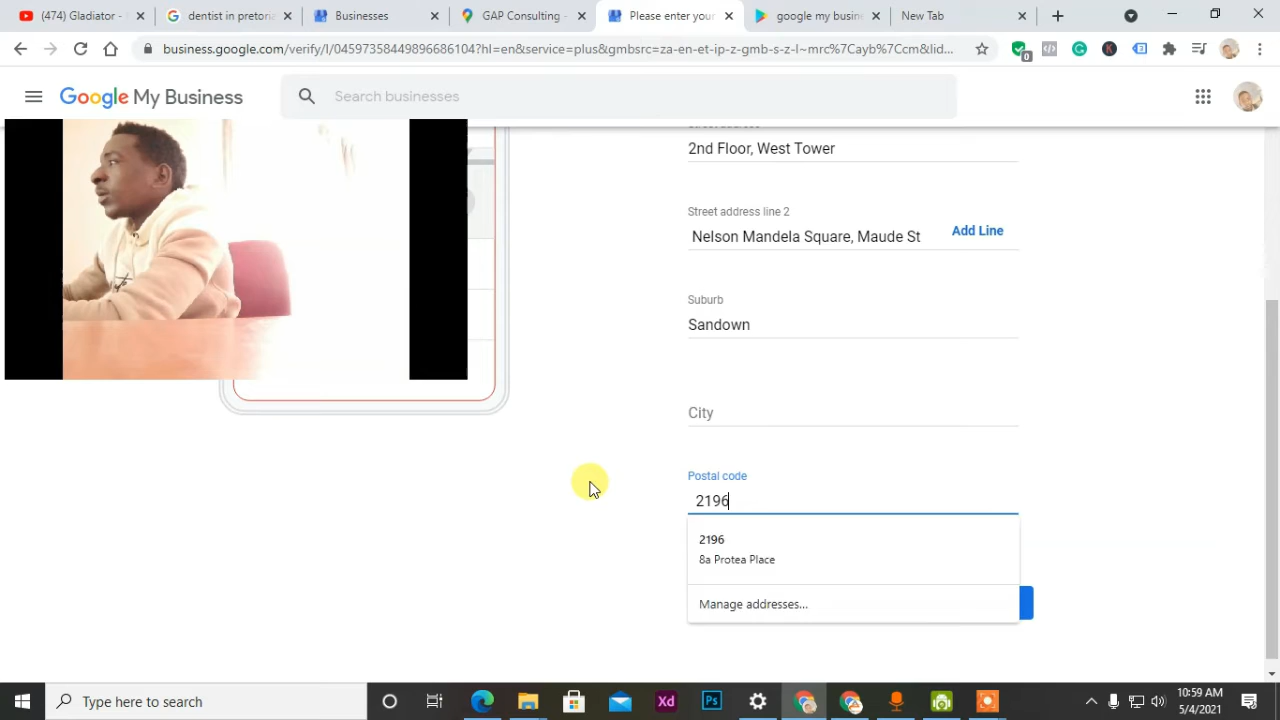 (474) Gladiator -
dentist in pretoria
Businesses
GAP Consulting -
Please enter your
google my busin
New Tab
business.google.com/verify/l/04597358449896686104?hl=en&service=plus&gmbsrc=za-en-et-ip-z-gmb-s-z-l~mrc%7Cayb%7Ccm&lid...
0
Google My Business
Search businesses
2nd Floor, West Tower
Street address line 2
Nelson Mandela Square, Maude St
Add Line
Suburb
Sandown
City
Postal code
2196
2196
8a Protea Place
Manage addresses...
Type here to search
Xd
Ps
10:59 AM
5/4/2021